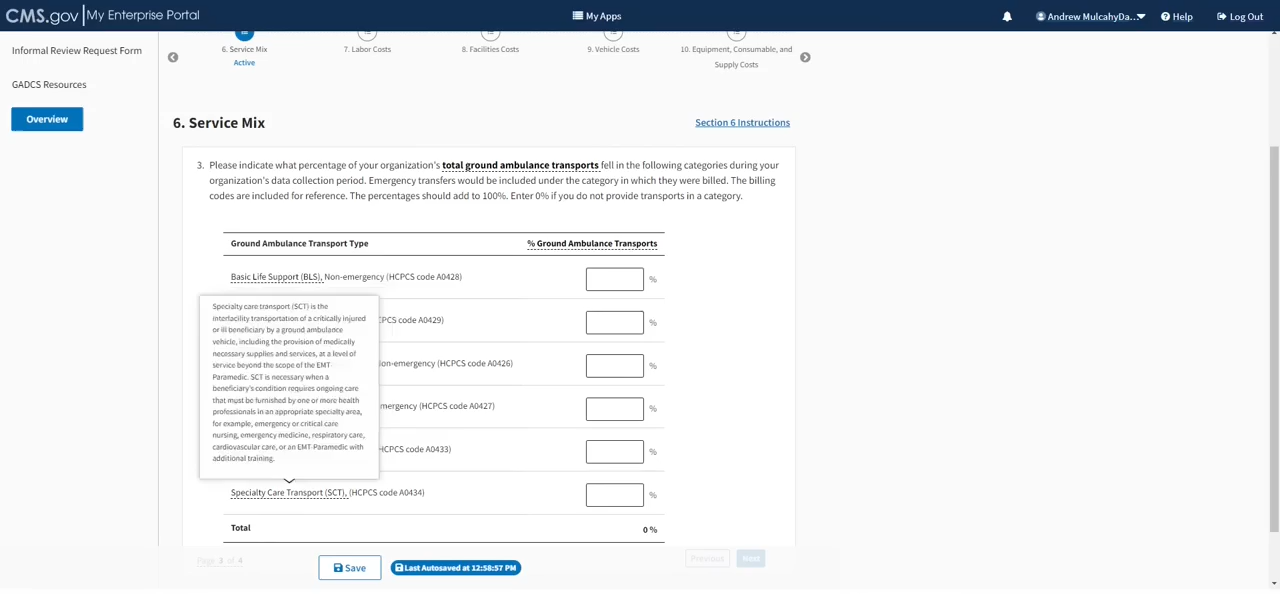 CMS.gov My Enterprise Portal
My Apps
Andrew MulcahyDa...
Help
Log Out
Informal Review Request Form
GADCS Resources
Overview
6. Service Mix
Active
7. Labor Costs
8. Facilities Costs
9. Vehicle Costs
10. Equipment, Consumable, and
Supply Costs
6. Service Mix
Section 6 Instructions
3. Please indicate what percentage of your organization's total ground ambulance transports fell in the following categories during your
organization's data collection period. Emergency transfers would be included under the category in which they were billed. The billing
codes are included for reference. The percentages should add to 100%. Enter 0% if you do not provide transports in a category.
Ground Ambulance Transport Type
% Ground Ambulance Transports
Basic Life Support (BLS), Non-emergency (HCPCS code A0428)
%
Specialty care transport (SCT) is the
interfacility transportation of a critically injured
or ill beneficiary by a ground ambulance
vehicle, including the provision of medically
necessary supplies and services, at a level of
service beyond the scope of the EMT-
Paramedic. SCT is necessary when a
beneficiary's condition requires ongoing care
that must be furnished by one or more health
professionals in an appropriate specialty area,
for example, emergency or critical care
nursing, emergency medicine, respiratory care,
cardiovascular care, or an EMT-Paramedic with
additional training.
CPCS code A0429)
%
on-emergency (HCPCS code A0426)
%
mergency (HCPCS code A0427)
%
HCPCS code A0433)
%
Specialty Care Transport (SCT), (HCPCS code A0434)
%
Total
0 %
Page 3 of 4
Save
Last Autosaved at 12:58:57 PM
Previous
Next